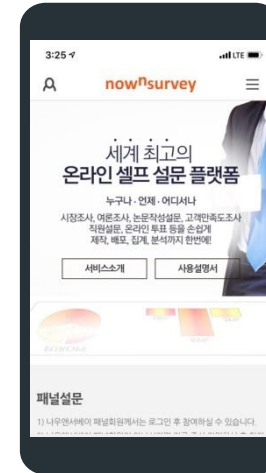 3:25
LTE
nownsurvey
세계 최고의
온라인 셀프 설문 플랫폼
누구나 · 언제 · 어디서나
시장조사, 여론조사, 논문작성설문, 고객만족도조사
직원설문, 온라인 투표 등을 손쉽게
제작, 배포, 집계, 분석까지 한번에!
서비스소개
사용설명서
패널설문
1) 나우앤서베이 패널회원께서는 로그인 후 참여하실 수 있습니다.